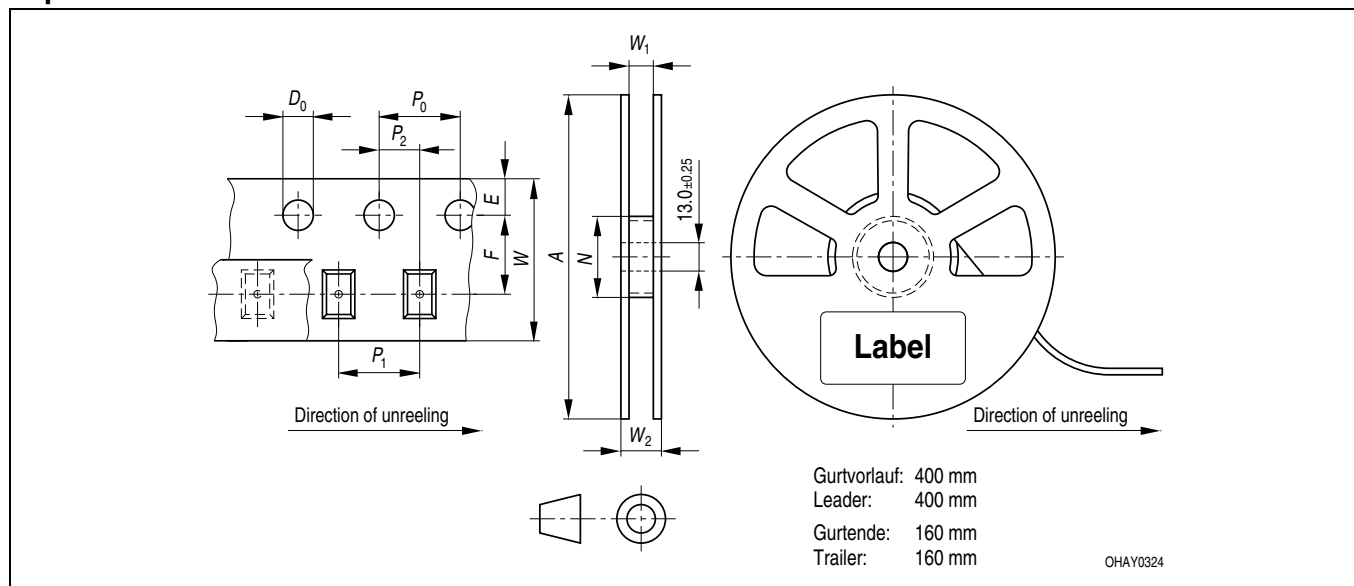 W₁
D₀
P₀
P₂
E
F
W
A
N
13.0±0.25
P₁
Label
Direction of unreeling
W₂
Direction of unreeling
Gurtvorlauf: 400 mm
Leader: 400 mm
Gurtende: 160 mm
Trailer: 160 mm
OHAY0324